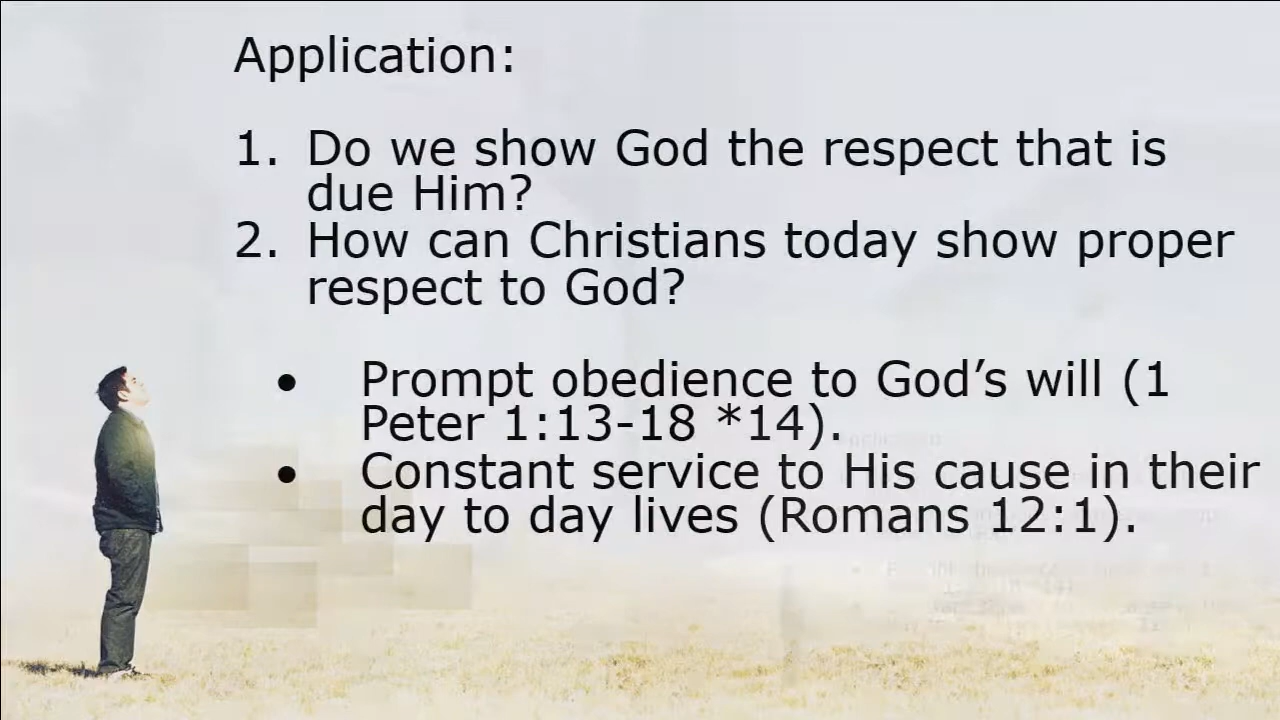 Application:
1. Do we show God the respect that is
due Him?
2. How can Christians today show proper
respect to God?
• Prompt obedience to God’s will (1
Peter 1:13-18 *14).
• Constant service to His cause in their
day to day lives (Romans 12:1).